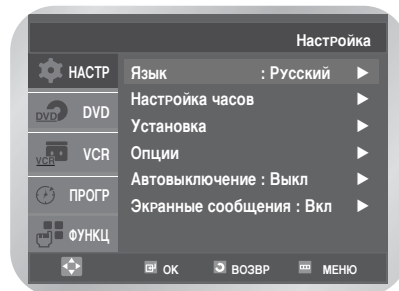 Настройка
НАСТР
Язык : Русский ▶
DVD DVD
Настройка часов ▶
Установка ▶
VCR VCR
Опции ▶
Автовыключение : Выкл ▶
ПРОГР
Экранные сообщения : Вкл ▶
ФУНКЦ
ОК ВОЗВР МЕНЮ